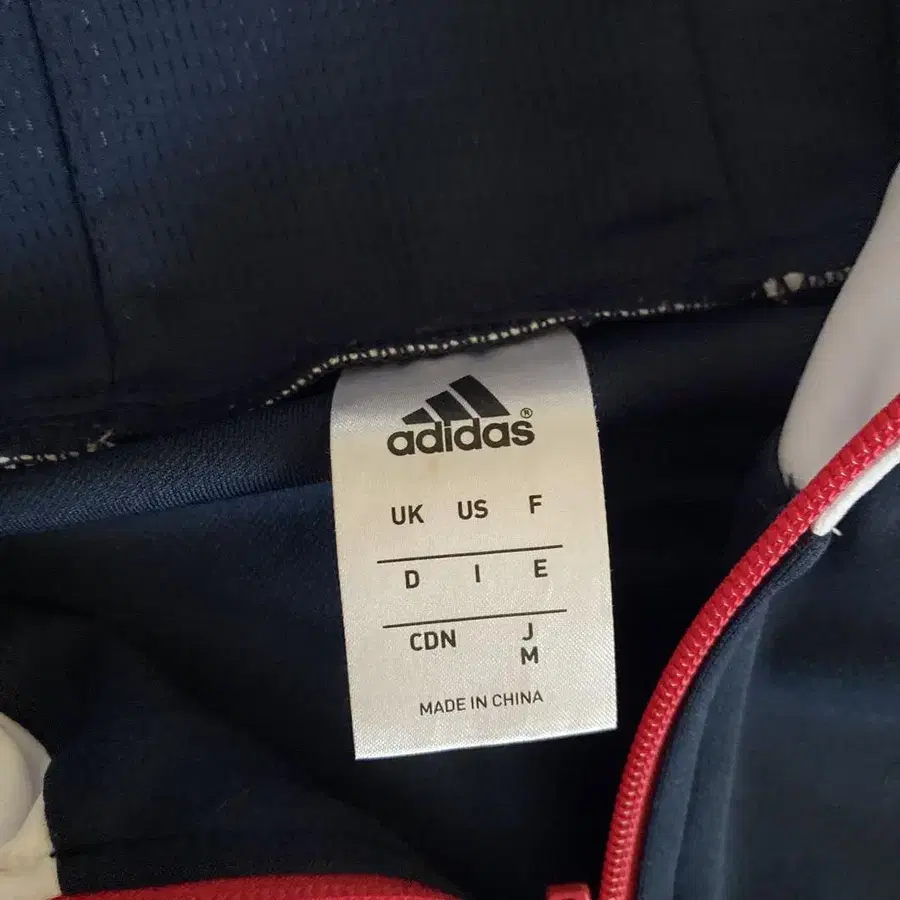 adidas®
UK US F
D I E
CDN J
M
MADE IN CHINA